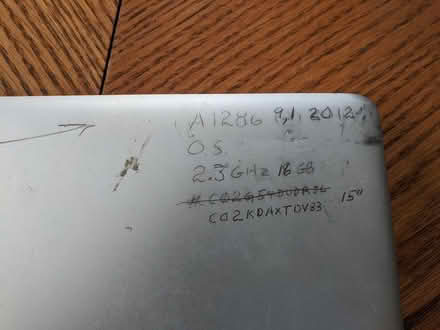 A1286 9,1, 2012
O.S.
2.3 GHz 16 GB
15"
C02KDAXTDV33